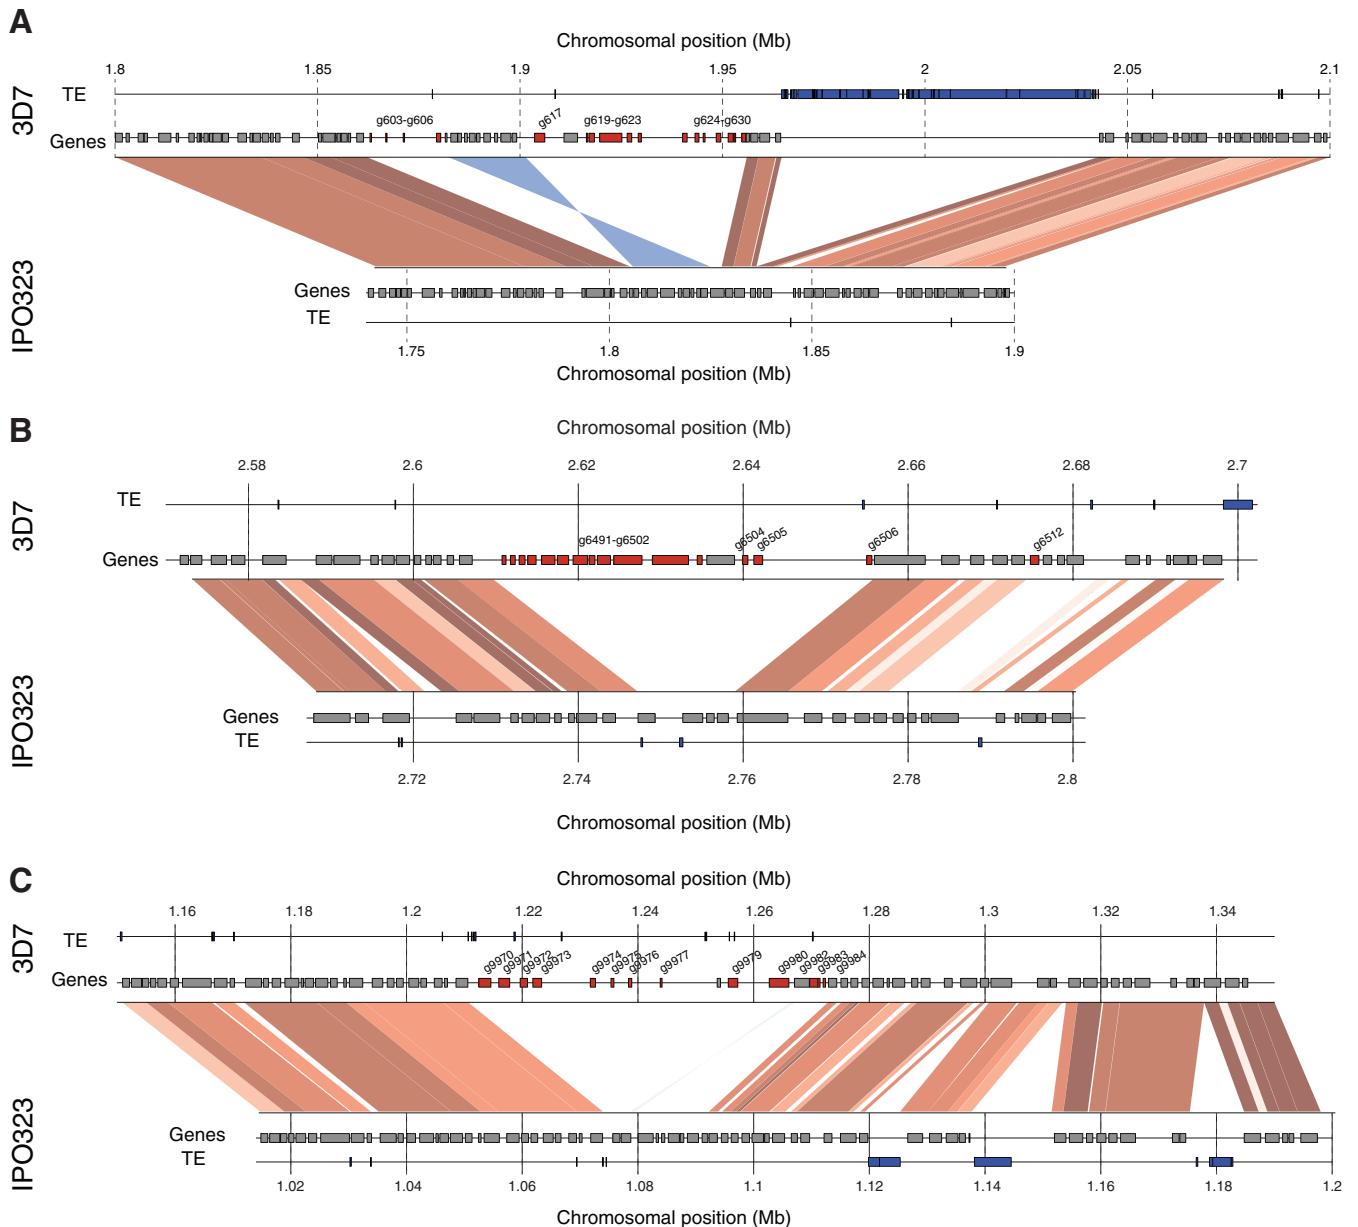 A
Chromosomal position (Mb)
1.8 1.85 1.9 1.95 2 2.05 2.1
3D7
TE
g603-g606 g617 g619-g623 g624-g630
Genes
IPO323
Genes
TE
1.75 1.8 1.85 1.9
Chromosomal position (Mb)
B
Chromosomal position (Mb)
2.58 2.6 2.62 2.64 2.66 2.68 2.7
3D7
TE
g6491-g6502 g6504 g6505 g6506 g6512
Genes
IPO323
Genes
TE
2.72 2.74 2.76 2.78 2.8
Chromosomal position (Mb)
C
Chromosomal position (Mb)
1.16 1.18 1.2 1.22 1.24 1.26 1.28 1.3 1.32 1.34
3D7
TE
g9970 g9971 g9972 g9973 g9974 g9975 g9976 g9977 g9979 g9980 g9982 g9983 g9984
Genes
IPO323
Genes
TE
1.02 1.04 1.06 1.08 1.1 1.12 1.14 1.16 1.18 1.2
Chromosomal position (Mb)